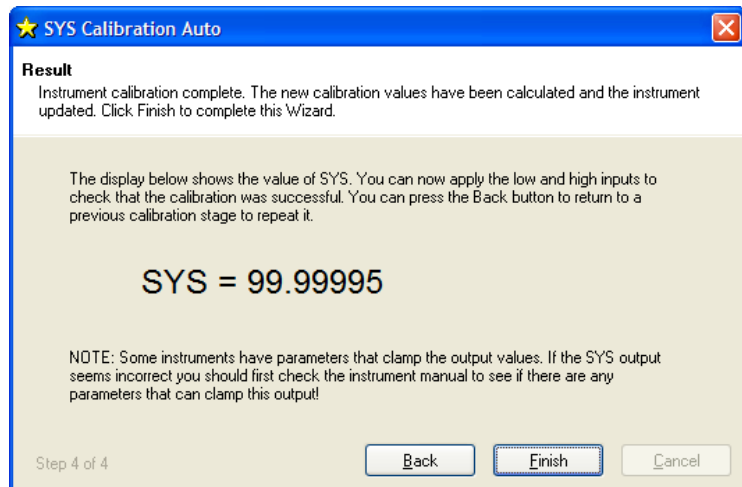 SYS Calibration Auto
Result
Instrument calibration complete. The new calibration values have been calculated and the instrument
updated. Click Finish to complete this Wizard.
The display below shows the value of SYS. You can now apply the low and high inputs to
check that the calibration was successful. You can press the Back button to return to a
previous calibration stage to repeat it.
SYS = 99.99995
NOTE: Some instruments have parameters that clamp the output values. If the SYS output
seems incorrect you should first check the instrument manual to see if there are any
parameters that can clamp this output!
Step 4 of 4
Back
Finish
Cancel